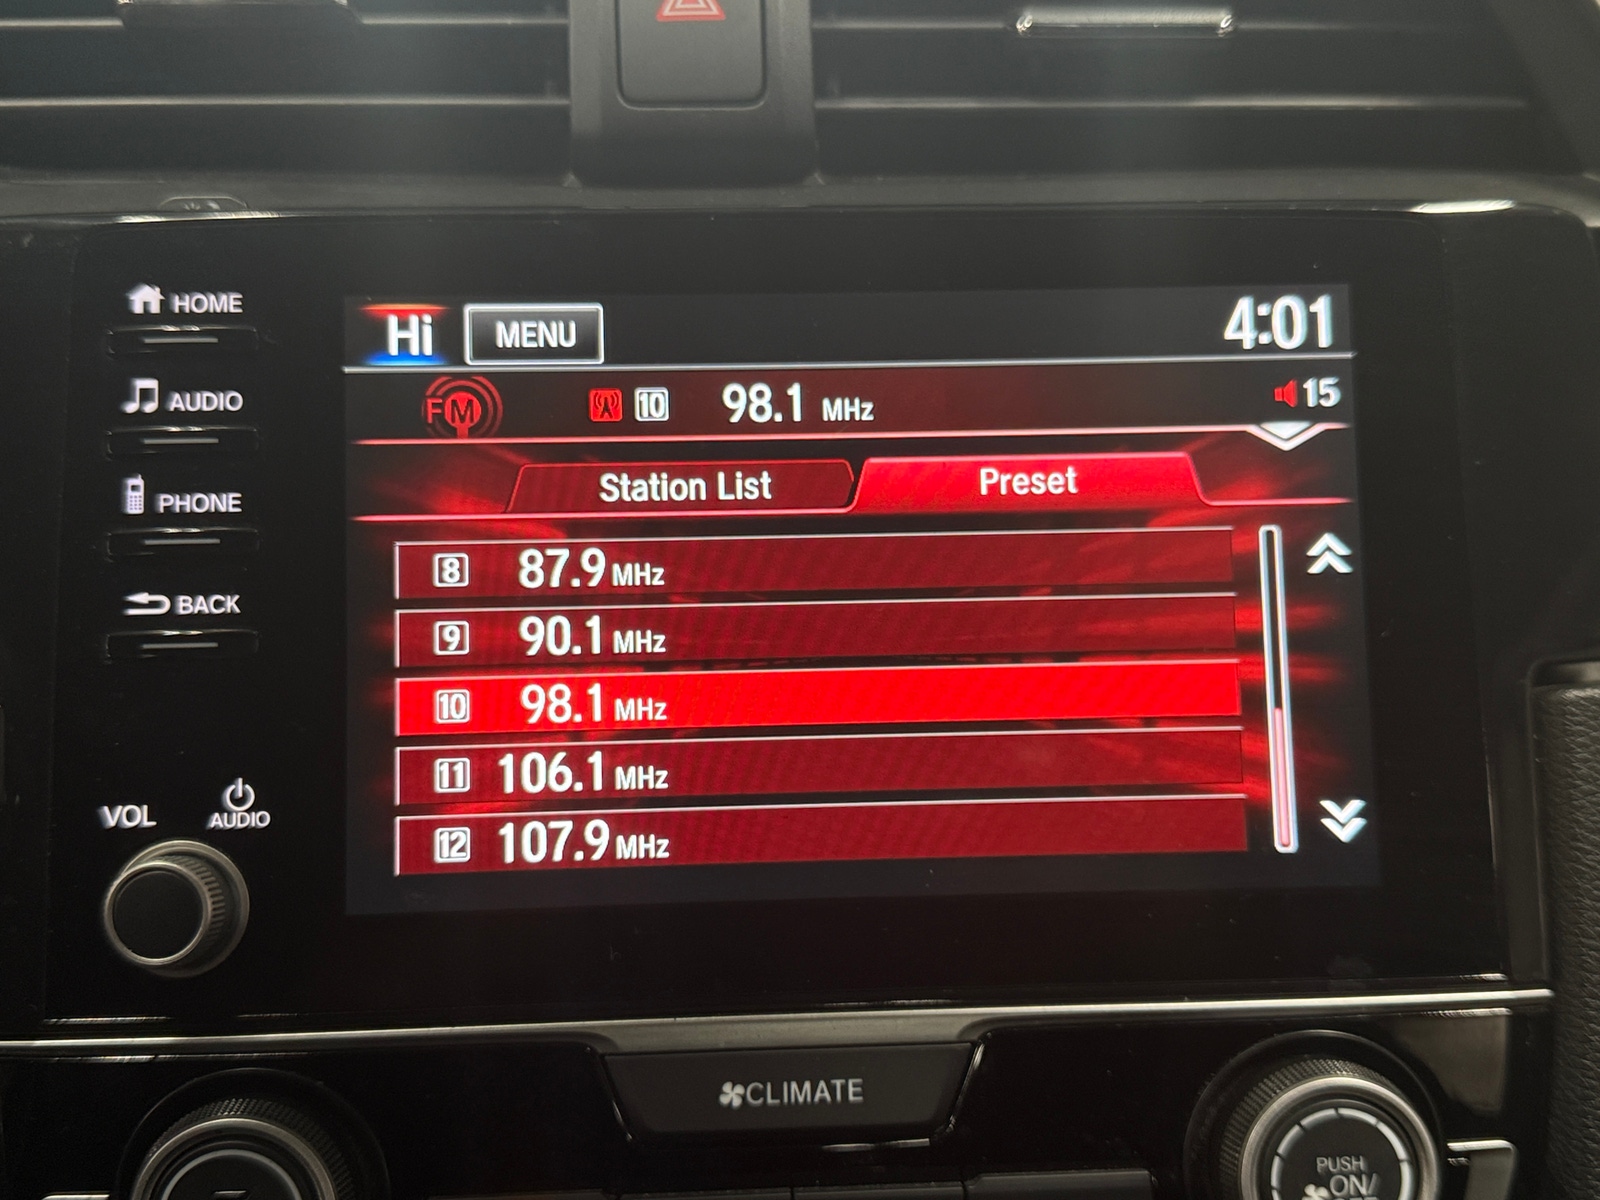 HOME
AUDIO
PHONE
BACK
VOL
AUDIO
Hi
MENU
4:01
FM
10 98.1 MHz
15
Station List
Preset
8 87.9 MHz
9 90.1 MHz
10 98.1 MHz
11 106.1 MHz
12 107.9 MHz
CLIMATE
PUSH
ON/